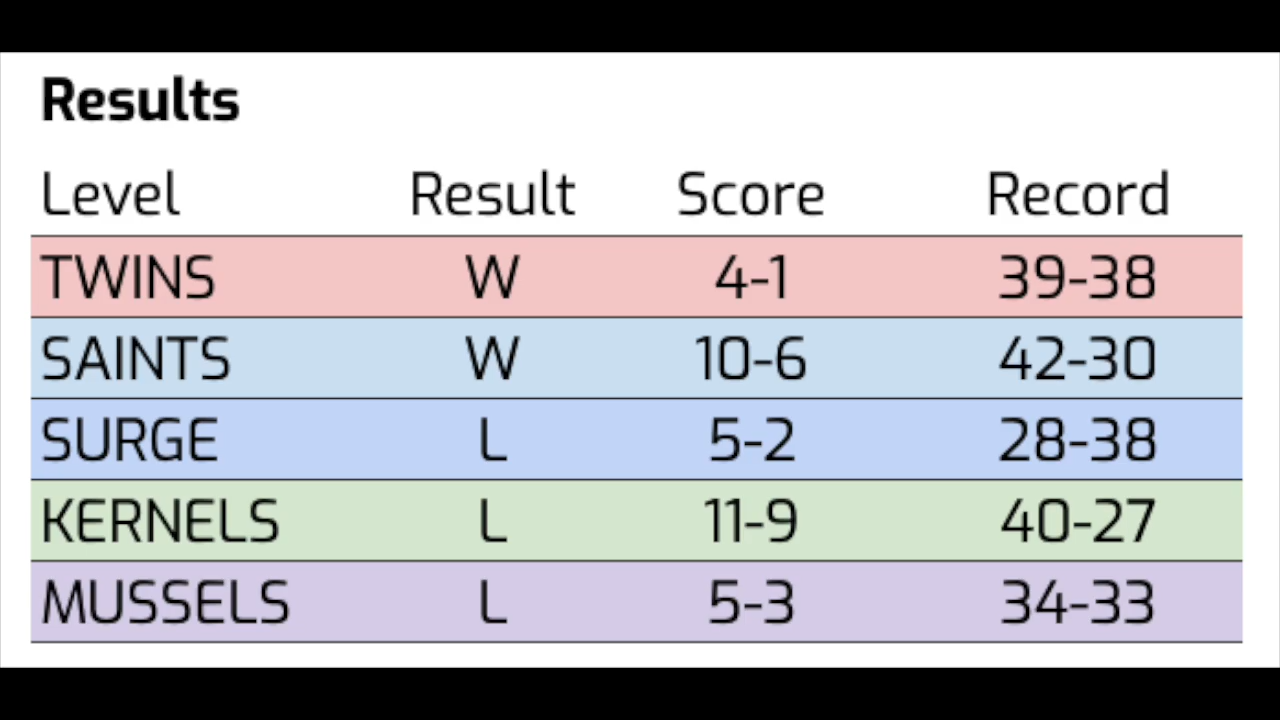 Results
Level Result Score Record
TWINS W 4-1 39-38
SAINTS W 10-6 42-30
SURGE L 5-2 28-38
KERNELS L 11-9 40-27
MUSSELS L 5-3 34-33